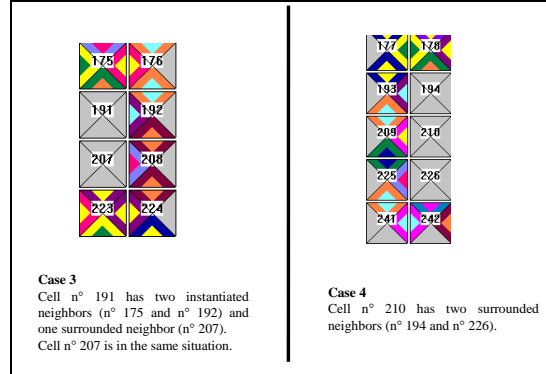 175 176
191 192
207 208
223 224
Case 3
Cell n° 191 has two instantiated
neighbors (n° 175 and n° 192) and
one surrounded neighbor (n° 207).
Cell n° 207 is in the same situation.
177 178
193 194
209 210
225 226
241 242
Case 4
Cell n° 210 has two surrounded
neighbors (n° 194 and n° 226).